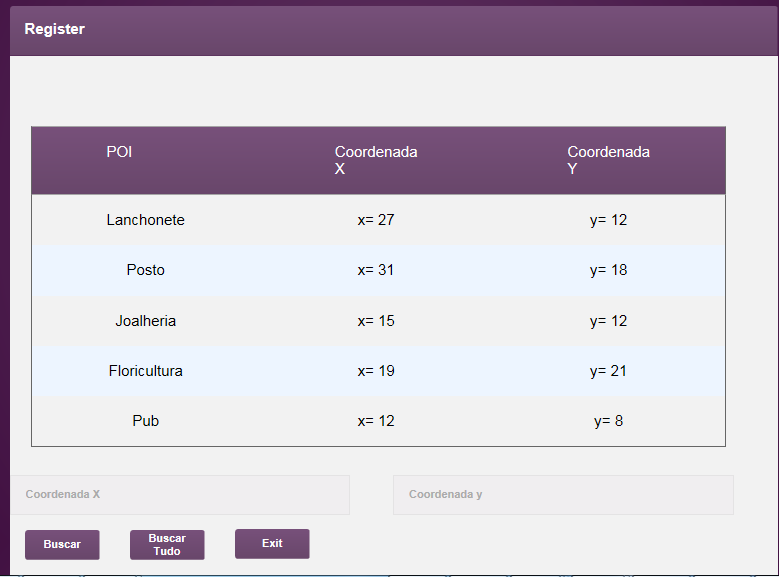 Register
POI Coordenada X Coordenada Y
Lanchonete x= 27 y= 12
Posto x= 31 y= 18
Joalheria x= 15 y= 12
Floricultura x= 19 y= 21
Pub x= 12 y= 8
Coordenada X Coordenada y
Buscar Buscar Tudo Exit